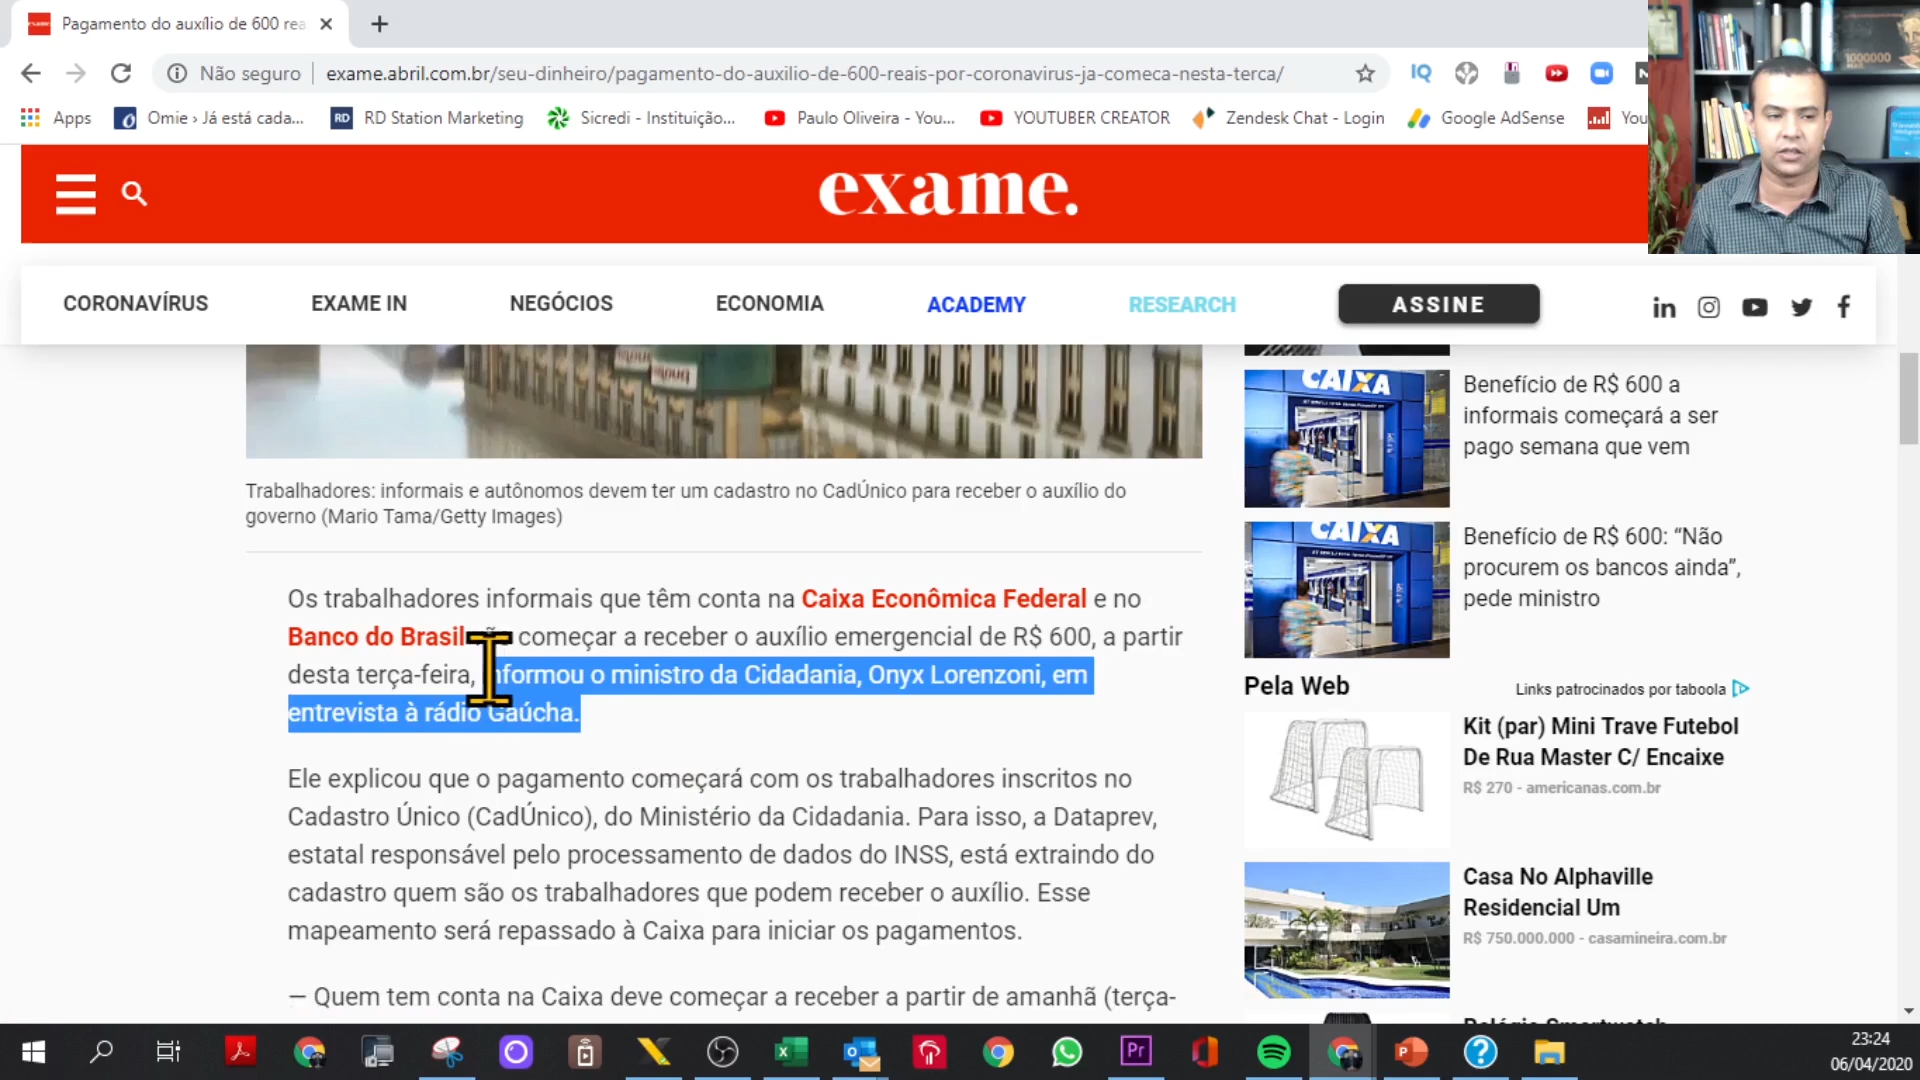 Pagamento do auxílio de 600 rea
Não seguro
exame.abril.com.br/seu-dinheiro/pagamento-do-auxilio-de-600-reais-por-coronavirus-ja-comeca-nesta-terca/
IQ
Apps
Omie › Já está cada...
RD
RD Station Marketing
Sicredi - Instituição...
Paulo Oliveira - You...
YOUTUBER CREATOR
Zendesk Chat - Login
Google AdSense
You
1000000
exame.
CORONAVÍRUS
EXAME IN
NEGÓCIOS
ECONOMIA
ACADEMY
RESEARCH
ASSINE
Trabalhadores: informais e autônomos devem ter um cadastro no CadÚnico para receber o auxílio do
governo (Mario Tama/Getty Images)
Os trabalhadores informais que têm conta na Caixa Econômica Federal e no
Banco do Brasil começar a receber o auxílio emergencial de R$ 600, a partir
desta terça-feira, informou o ministro da Cidadania, Onyx Lorenzoni, em
entrevista à rádio Gaúcha.
Ele explicou que o pagamento começará com os trabalhadores inscritos no
Cadastro Único (CadÚnico), do Ministério da Cidadania. Para isso, a Dataprev,
estatal responsável pelo processamento de dados do INSS, está extraindo do
cadastro quem são os trabalhadores que podem receber o auxílio. Esse
mapeamento será repassado à Caixa para iniciar os pagamentos.
— Quem tem conta na Caixa deve começar a receber a partir de amanhã (terça-
CAIXA
Benefício de R$ 600 a
informais começará a ser
pago semana que vem
CAIXA
Benefício de R$ 600: “Não
procurem os bancos ainda”,
pede ministro
Pela Web
Links patrocinados por taboola
Kit (par) Mini Trave Futebol
De Rua Master C/ Encaixe
R$ 270 - americanas.com.br
Casa No Alphaville
Residencial Um
R$ 750.000.000 - casamineira.com.br
Relógio Smartwatch
Pr
23:24
06/04/2020